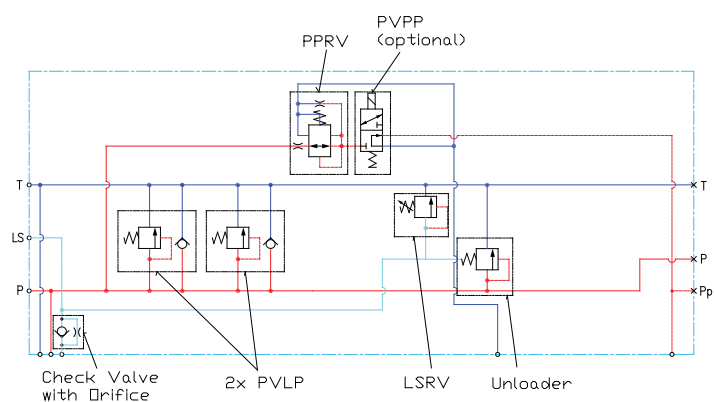 PVPP
(optional)
PPRV
T
T
LS
P
P
Pp
Check Valve
with Orifice
2x PVLP
LSRV
Unloader